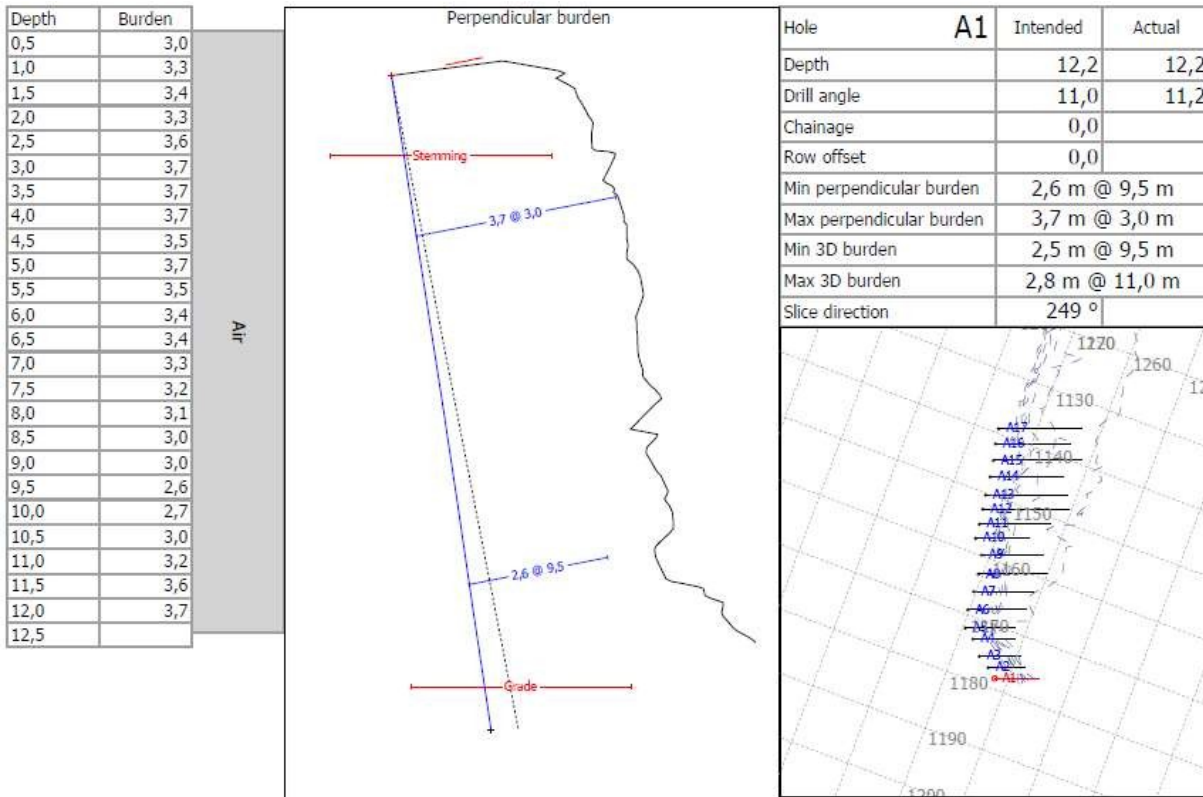 Depth Burden
0,5 3,0
1,0 3,3
1,5 3,4
2,0 3,3
2,5 3,6
3,0 3,7
3,5 3,7
4,0 3,7
4,5 3,5
5,0 3,7
5,5 3,5
6,0 3,4
6,5 3,4
7,0 3,3
7,5 3,2
8,0 3,1
8,5 3,0
9,0 3,0
9,5 2,6
10,0 2,7
10,5 3,0
11,0 3,2
11,5 3,6
12,0 3,7
12,5
Air
Perpendicular burden
Stemming
3,7 @ 3,0
2,6 @ 9,5
Grade
Hole A1 Intended Actual
Depth 12,2 12,2
Drill angle 11,0 11,2
Chainage 0,0
Row offset 0,0
Min perpendicular burden 2,6 m @ 9,5 m
Max perpendicular burden 3,7 m @ 3,0 m
Min 3D burden 2,5 m @ 9,5 m
Max 3D burden 2,8 m @ 11,0 m
Slice direction 249 °
1260
1130
A17
A16
A15 1140
A14
A13
A12
1150
A11
A10
A9
A8 1160
A7
A6
1170
A4
A3
A2
1180 A1
1190